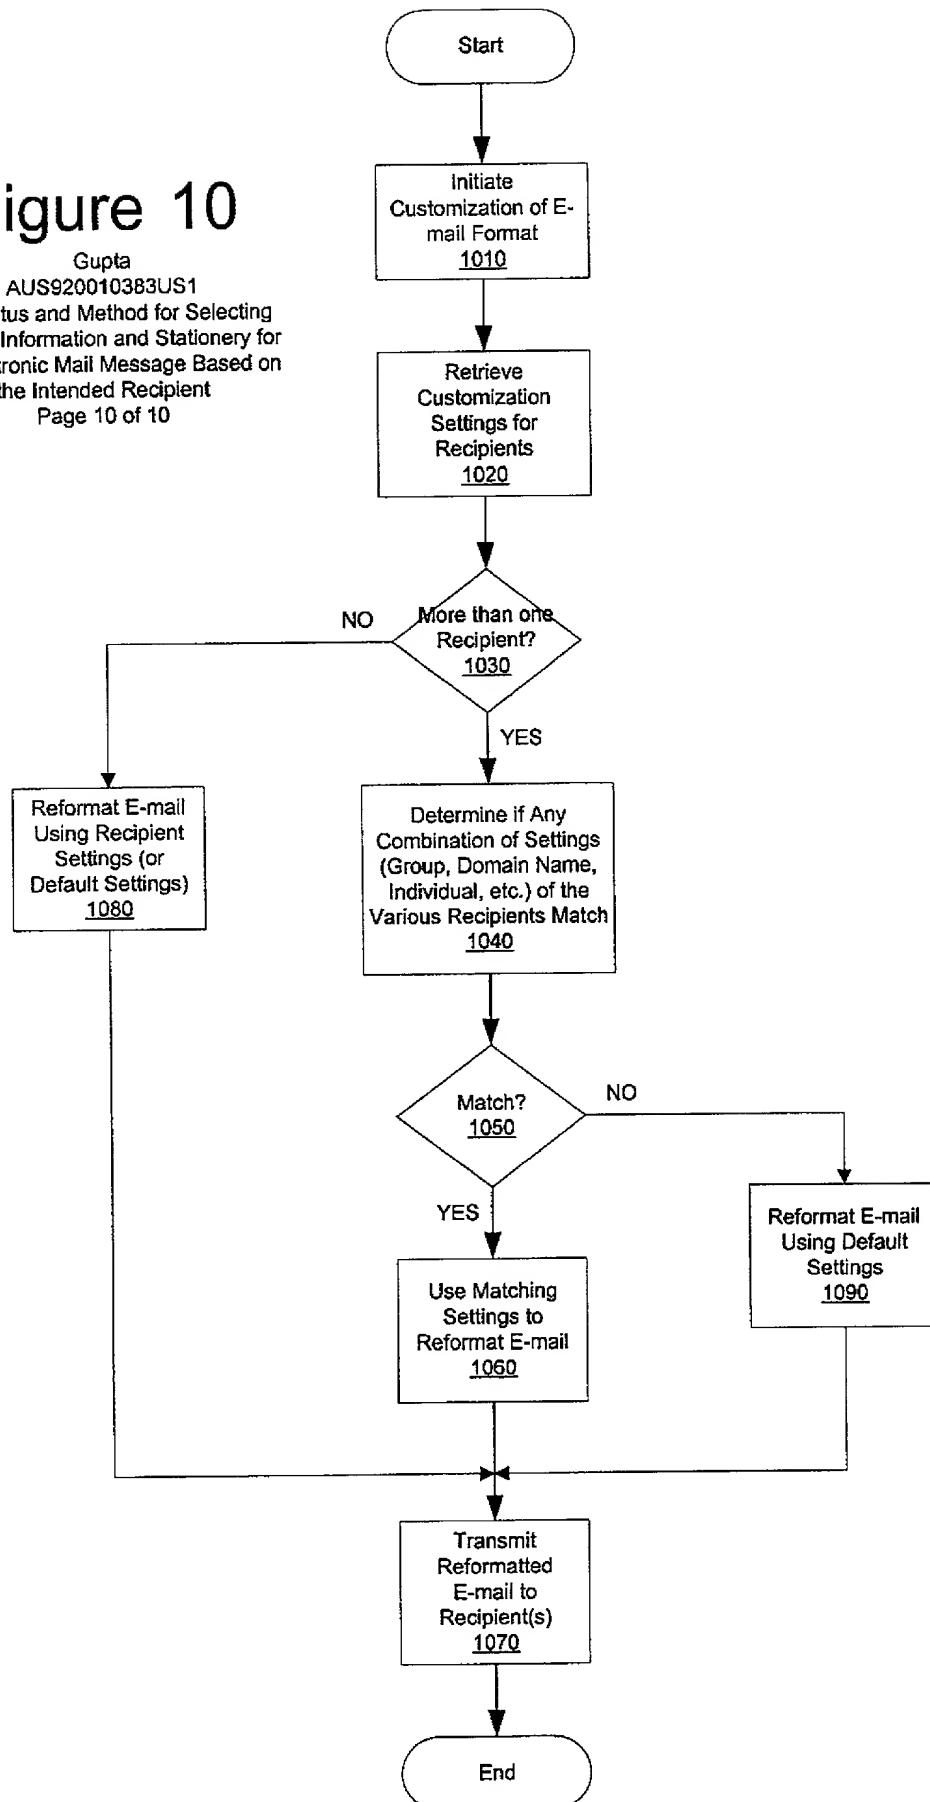 Start
igure 10
Gupta
AUS920010383US1
tus and Method for Selecting
Information and Stationery for
ronic Mail Message Based on
the Intended Recipient
Page 10 of 10
Initiate
Customization of E-
mail Format
1010
Retrieve
Customization
Settings for
Recipients
1020
NO
More than one
Recipient?
1030
YES
Reformat E-mail
Using Recipient
Settings (or
Default Settings)
1080
Determine if Any
Combination of Settings
(Group, Domain Name,
Individual, etc.) of the
Various Recipients Match
1040
Match?
1050
NO
YES
Reformat E-mail
Using Default
Settings
1090
Use Matching
Settings to
Reformat E-mail
1060
Transmit
Reformatted
E-mail to
Recipient(s)
1070
End